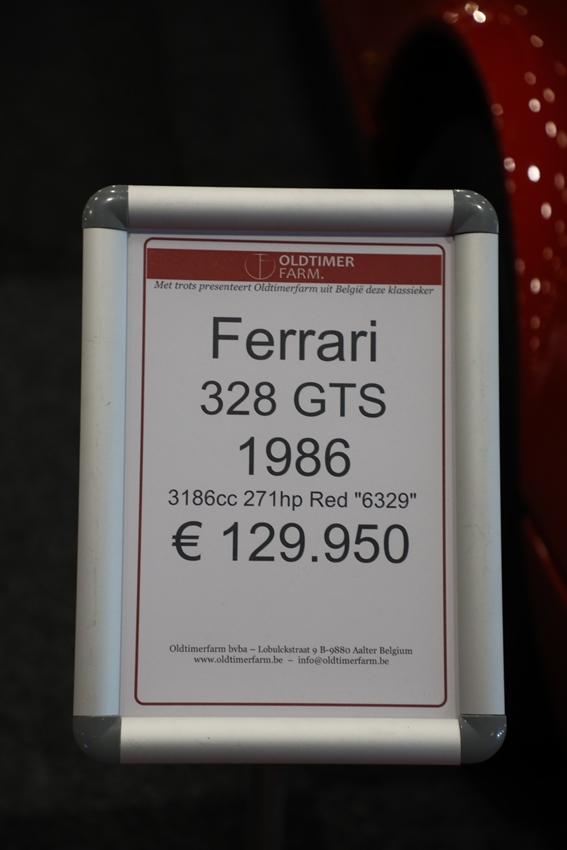 OLDTIMER
FARM.
Met trots presenteert Oldtimerfarm uit België deze klassieker
Ferrari
328 GTS
1986
3186cc 271hp Red "6329"
€ 129.950
Oldtimerfarm bvba – Lobulckstraat 9 B-9880 Aalter Belgium
www.oldtimerfarm.be – info@oldtimerfarm.be